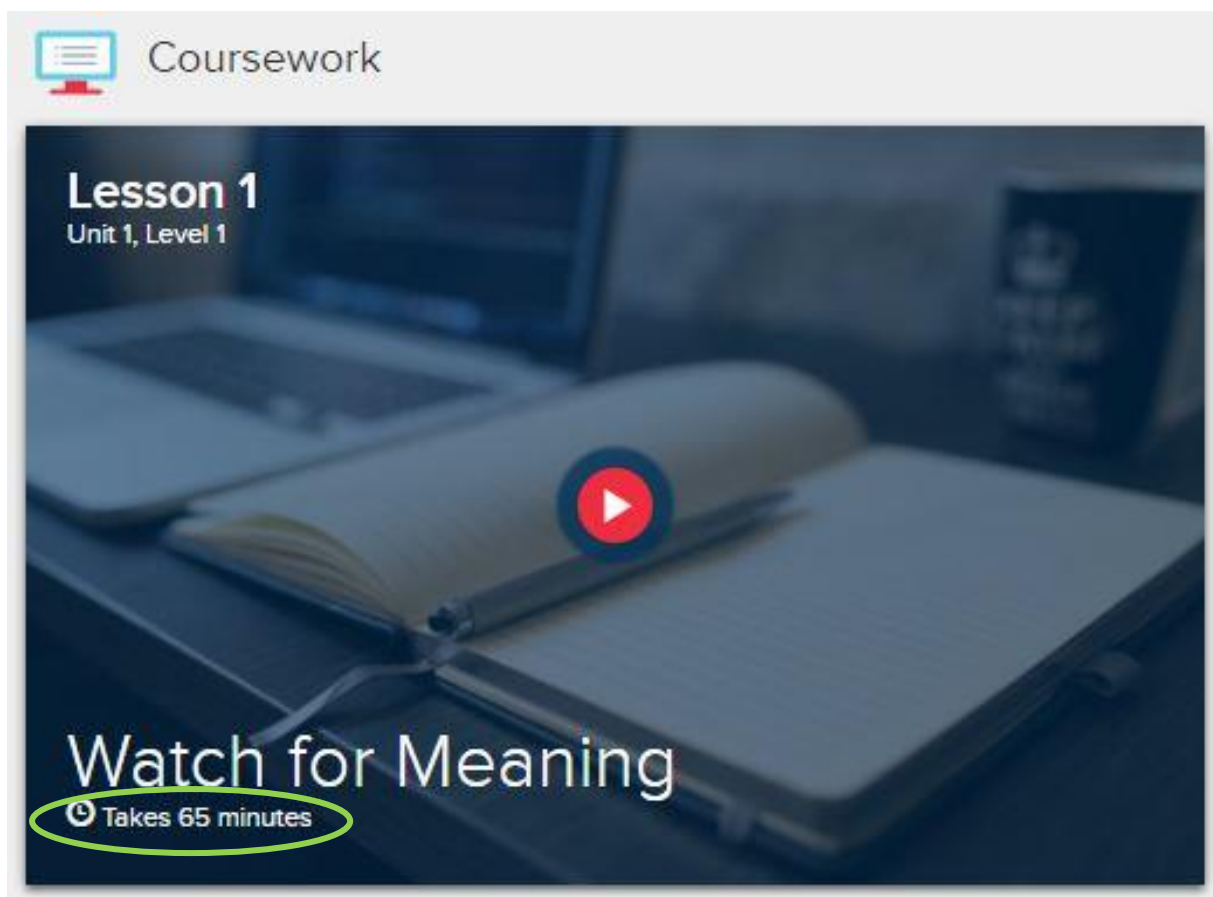 Coursework
Lesson 1
Unit 1, Level 1
Watch for Meaning
Takes 65 minutes